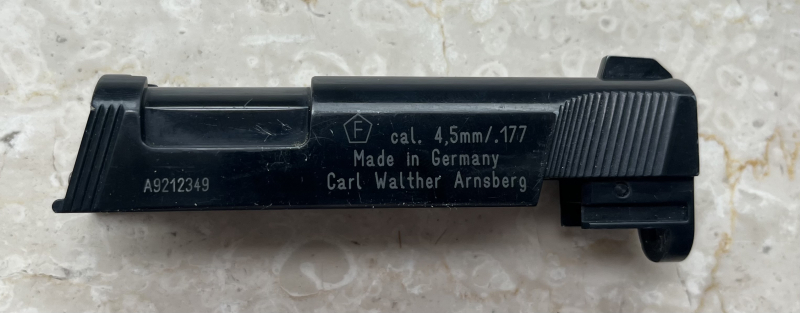 F cal. 4,5mm/.177
Made in Germany
Carl Walther Arnsberg
A9212349